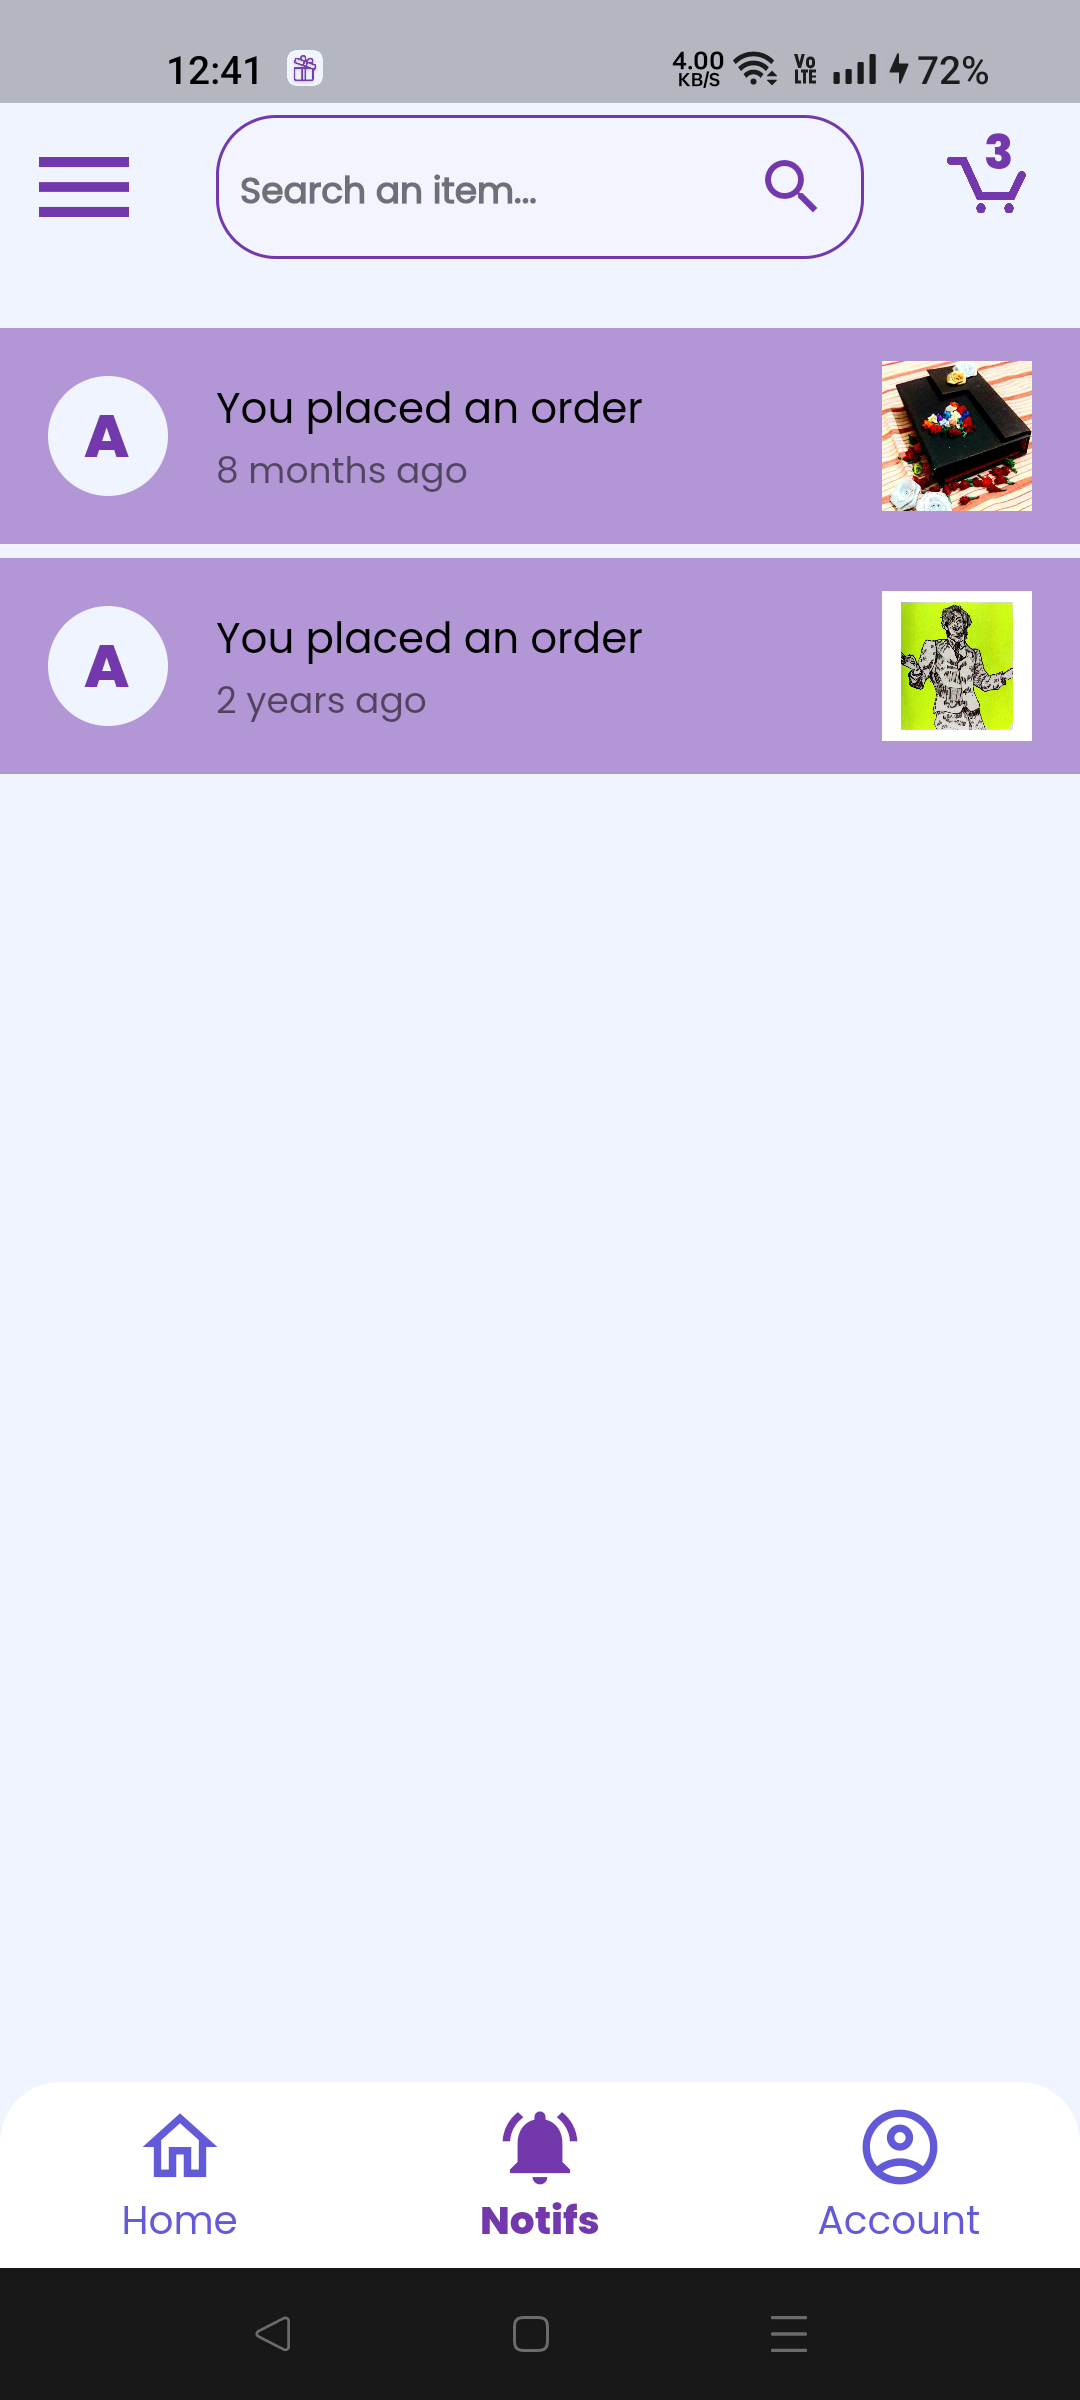 12:41
4.00 KB/S Vo LTE 72%
Search an item...
3
A
You placed an order
8 months ago
A
You placed an order
2 years ago
Home
Notifs
Account